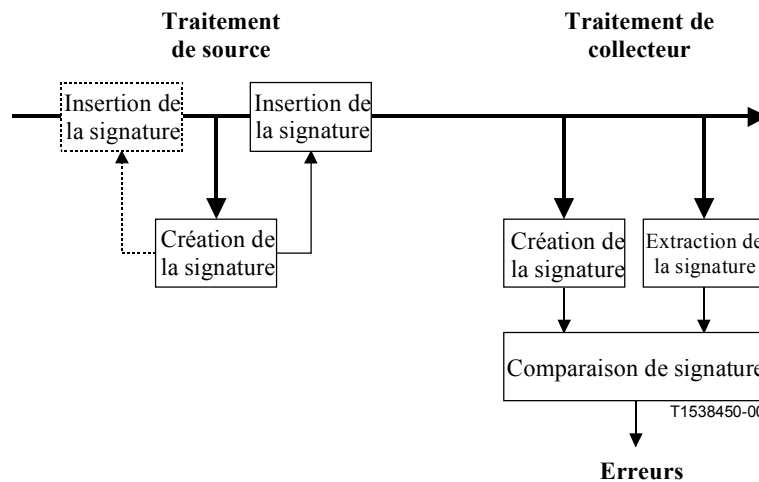 Traitement
de source
Traitement de
collecteur
Insertion de
la signature
Insertion de
la signature
Création de
la signature
Création de
la signature
Extraction de
la signature
Comparaison de signature
T1538450-00
Erreurs